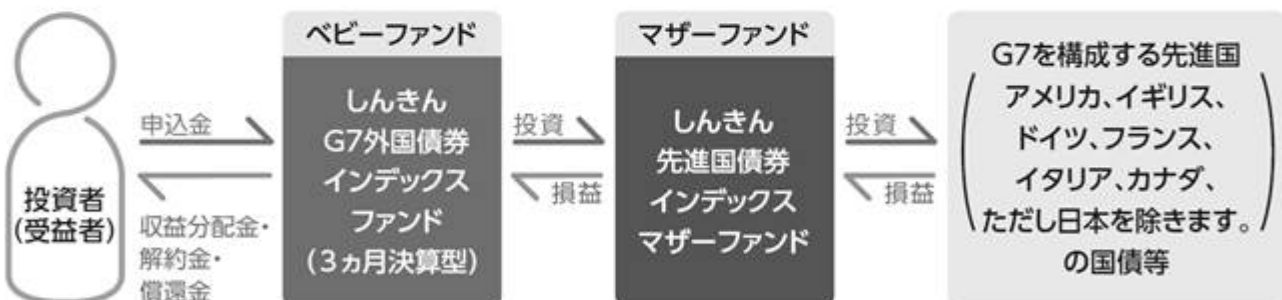 投資者
(受益者)
申込金
収益分配金・
解約金・
償還金
ベビーファンド
しんきん
G7外国債券
インデックス
ファンド
(3ヵ月決算型)
投資
損益
マザーファンド
しんきん
先進国債券
インデックス
マザーファンド
投資
損益
G7を構成する先進国
(アメリカ、イギリス、
ドイツ、フランス、
イタリア、カナダ、
ただし日本を除きます。)
の国債等